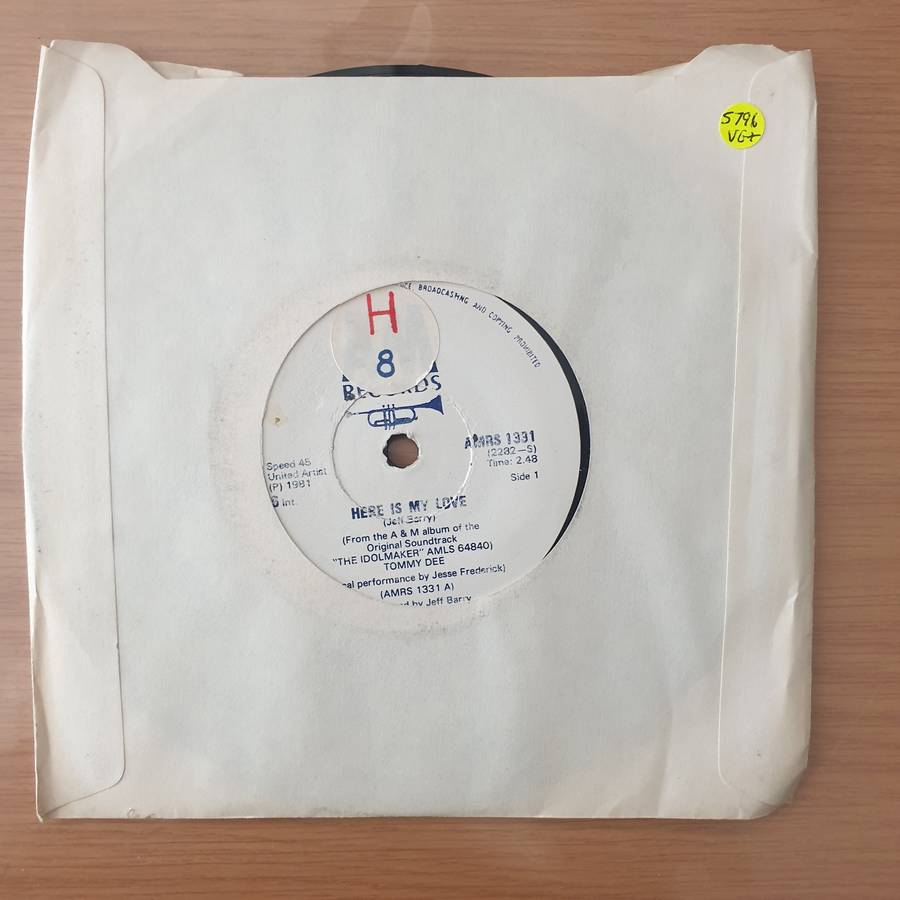 5796
VG+
BROADCASTING AND COPYING PROHIBITED
H
8
RECORDS
AMRS 1331
(2282-S)
Time: 2.48
Side 1
Speed 45
United Artist
(P) 1981
Int.
HERE IS MY LOVE
(Jeff Barry)
(From the A & M album of the
Original Soundtrack
"THE IDOLMAKER" AMLS 64840)
TOMMY DEE
performance by Jesse Frederick)
(AMRS 1331 A)
by Jeff Barry